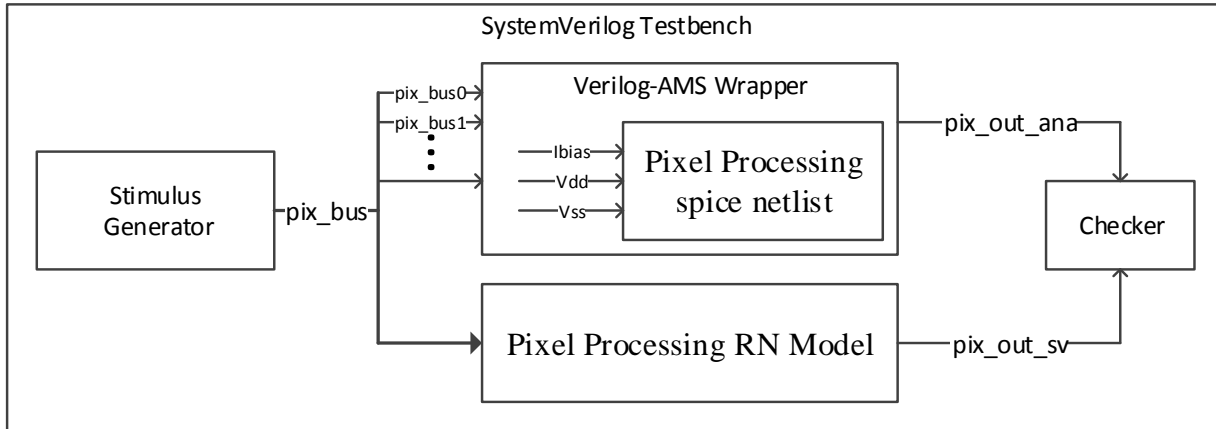 SystemVerilog Testbench
Verilog-AMS Wrapper
pix_bus0
pix_bus1
Ibias
Vdd
Vss
Pixel Processing
spice netlist
Stimulus
Generator
pix_bus
pix_out_ana
Checker
Pixel Processing RN Model
pix_out_sv